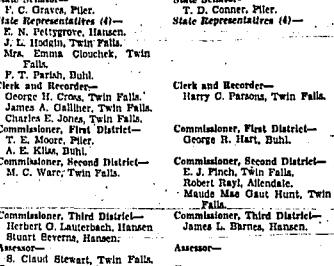 State Senator—
F. C. Graves, Filer.
State Representatives (4)—
E. N. Pettygrove, Hansen.
J. L. Hodgin, Twin Falls.
Mrs. Emma Clouchek, Twin
Falls.
F. T. Parish, Buhl.
Clerk and Recorder—
George H. Cross, Twin Falls.
James A. Galliher, Twin Falls.
Charles E. Jones, Twin Falls.
Commissioner, First District—
T. E. Moore, Filer.
A. E. Kliss, Buhl.
Commissioner, Second District—
M. C. Ware, Twin Falls.
Commissioner, Third District—
Herbert G. Lauterbach, Hansen
Stuart Severns, Hansen.
Assessor—
S. Claud Stewart, Twin Falls.
T. D. Conner, Filer.
State Representatives (4)—
Clerk and Recorder—
Harry C. Parsons, Twin Falls.
Commissioner, First District—
George R. Hart, Buhl.
Commissioner, Second District—
E. J. Finch, Twin Falls.
Robert Rayl, Allendale.
Maude Mae Gaut Hunt, Twin
Falls.
Commissioner, Third District—
James L. Barnes, Hansen.
Assessor—